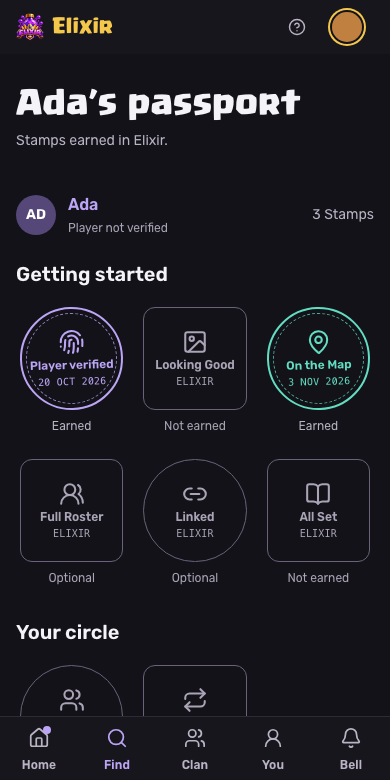 Elixir
Ada's passport
Stamps earned in Elixir.
AD
Ada
Player not verified
3 Stamps
Getting started
Player verified
20 OCT 2026
Earned
Looking Good
ELIXIR
Not earned
On the Map
3 NOV 2026
Earned
Full Roster
ELIXIR
Optional
Linked
ELIXIR
Optional
All Set
ELIXIR
Not earned
Your circle
Home
Find
Clan
You
Bell